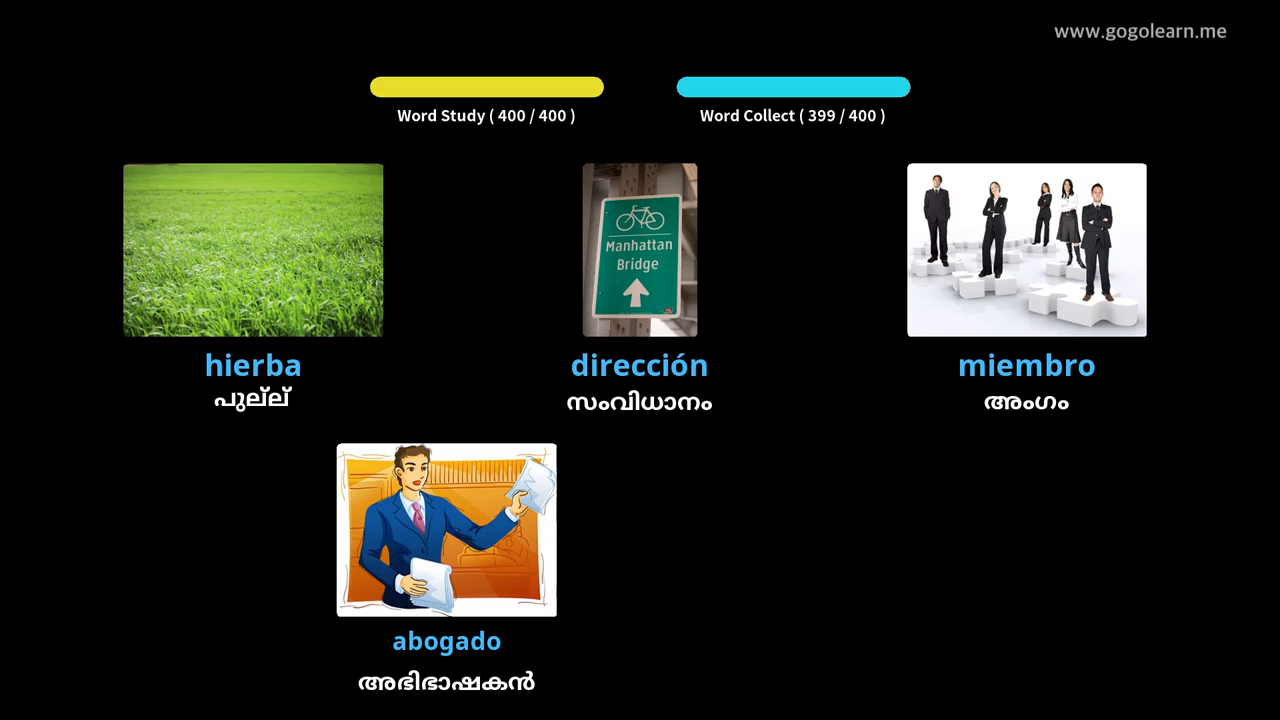 www.gogolearn.me
Word Study ( 400 / 400 )
Word Collect ( 399 / 400 )
Manhattan
Bridge
hierba
പുല്ല്
dirección
സംവിധാനം
miembro
അംഗം
abogado
അഭിഭാഷകൻ